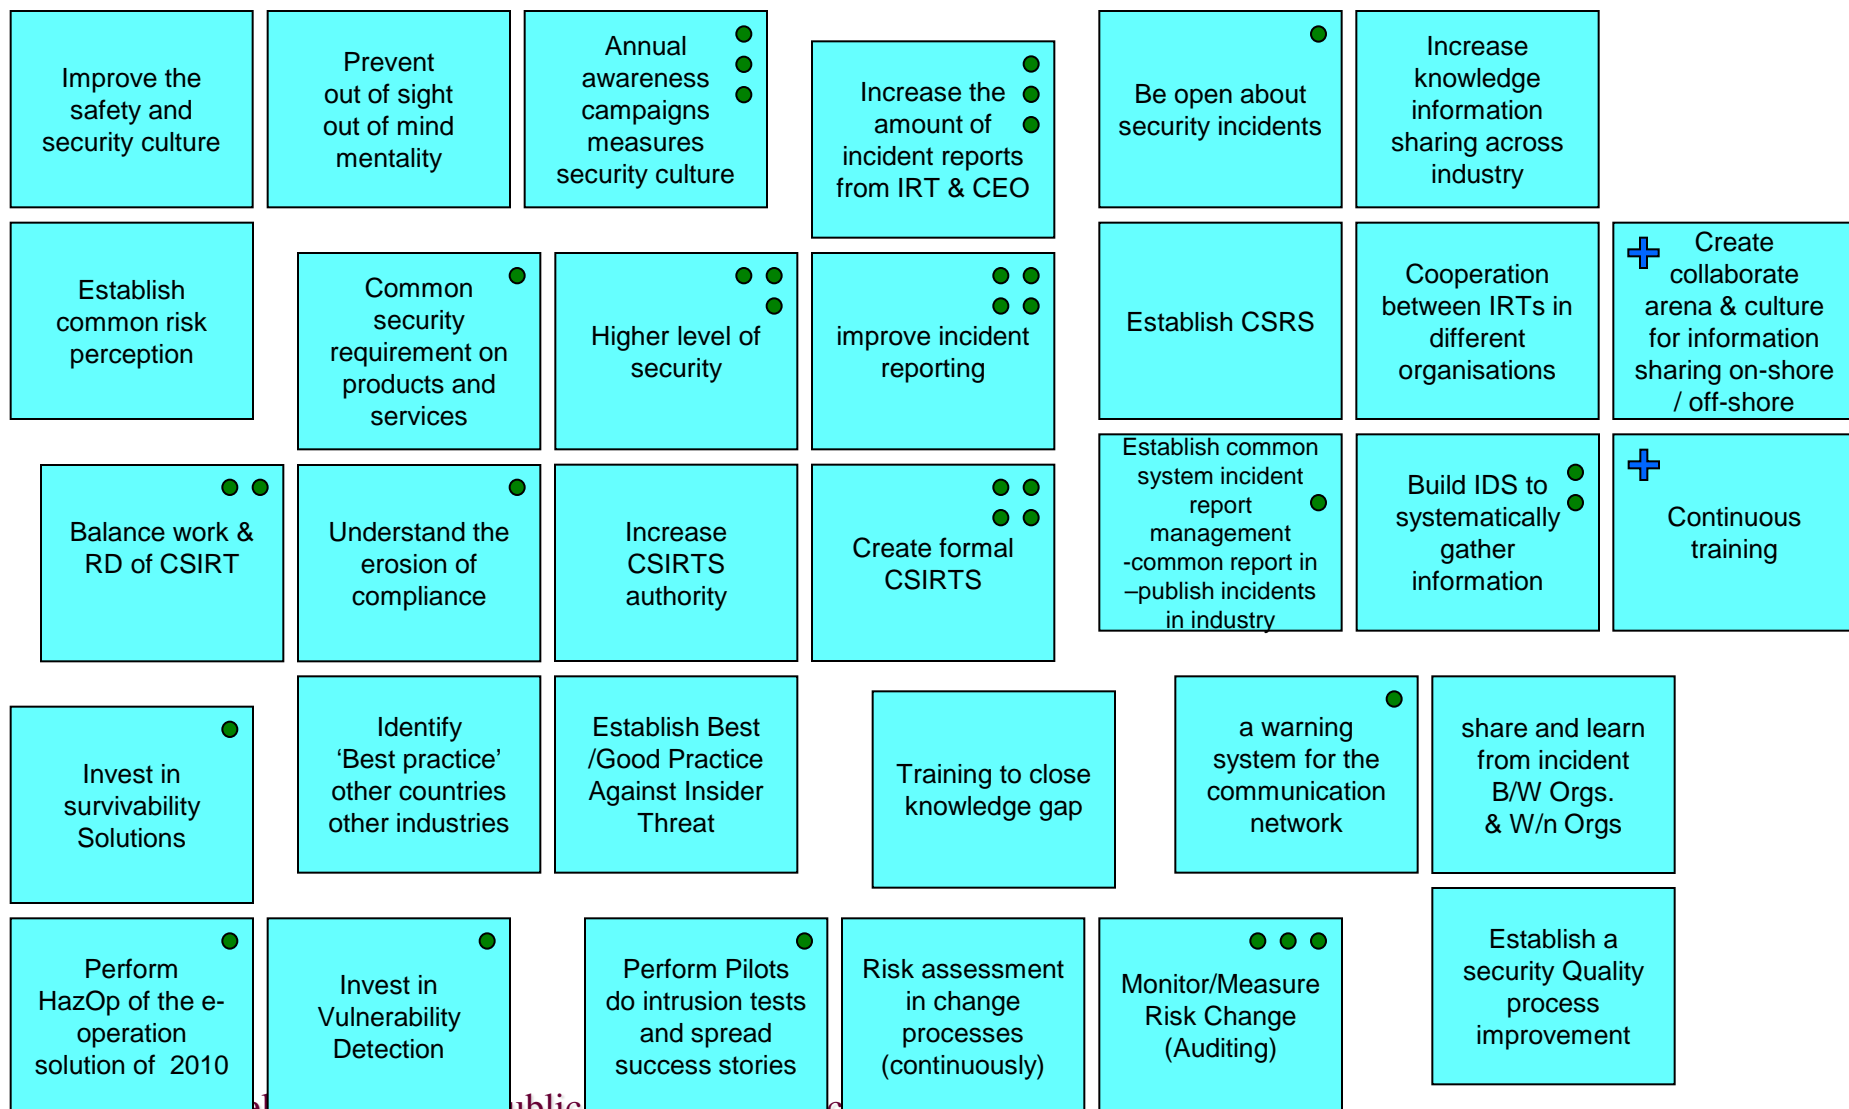 Improve the
safety and
security culture
Prevent
out of sight
out of mind
mentality
Annual
awareness
campaigns
measures
security culture
Increase the
amount of
incident reports
from IRT & CEO
Be open about
security incidents
Increase
knowledge
information
sharing across
industry
Establish
common risk
perception
Common
security
requirement on
products and
services
Higher level of
security
improve incident
reporting
Establish CSRS
Cooperation
between IRTs in
different
organisations
Create
collaborate
arena & culture
for information
sharing on-shore
/ off-shore
Balance work &
RD of CSIRT
Understand the
erosion of
compliance
Increase
CSIRTS
authority
Create formal
CSIRTS
Establish common
system incident
report
management
-common report in
–publish incidents
in industry
Build IDS to
systematically
gather
information
Continuous
training
Invest in
survivability
Solutions
Identify
‘Best practice’
other countries
other industries
Establish Best
/Good Practice
Against Insider
Threat
Training to close
knowledge gap
a warning
system for the
communication
network
share and learn
from incident
B/W Orgs.
& W/n Orgs
Perform
HazOp of the e-
operation
solution of 2010
Invest in
Vulnerability
Detection
Perform Pilots
do intrusion tests
and spread
success stories
Risk assessment
in change
processes
(continuously)
Monitor/Measure
Risk Change
(Auditing)
Establish a
security Quality
process
improvement